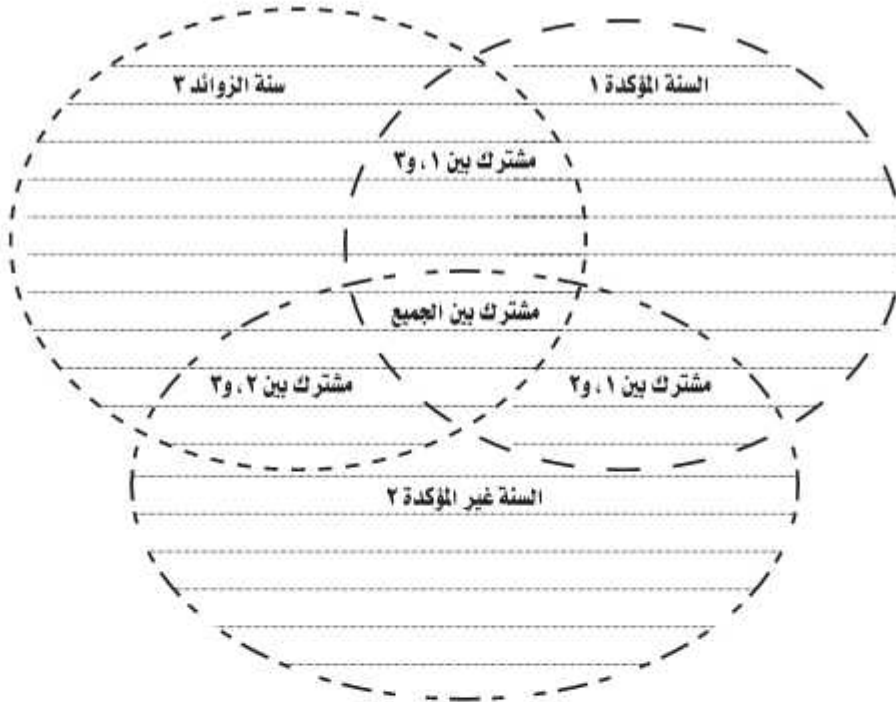 السنة المؤكدة ١
سنة الزوائد ٣
مشترك بين ١، و٣
مشترك بين الجميع
مشترك بين ١، و٢
مشترك بين ٢، و٣
السنة غير المؤكدة ٢